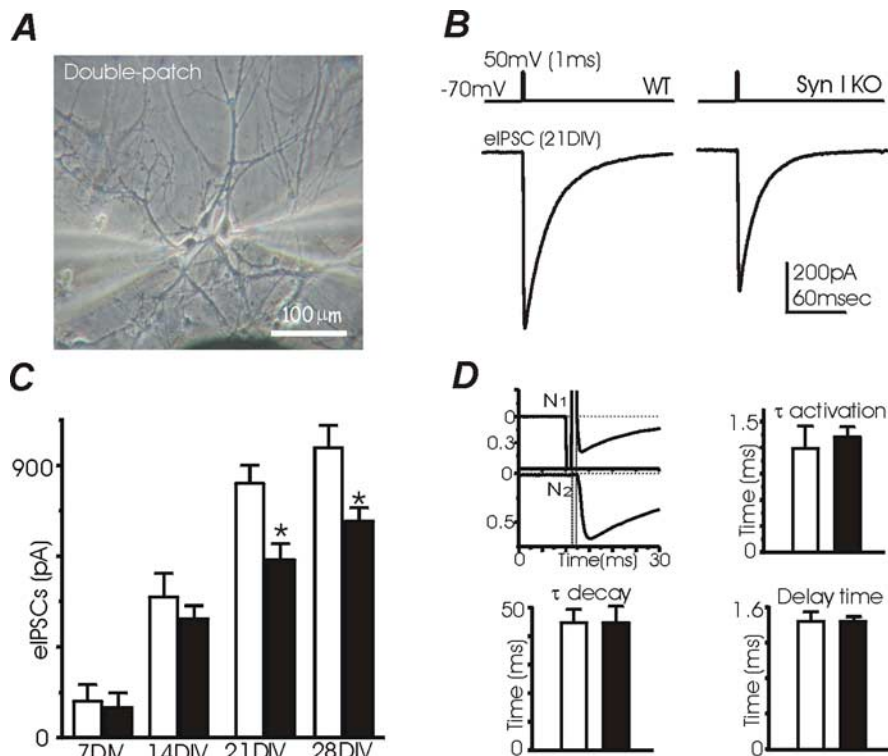 A
Double-patch
100 µm
B
50mV (1ms)
-70mV
WT
Syn I KO
eIPSC (21DIV)
200pA
60msec
C
900
eIPSCs (pA)
0
*
*
7DIV
14DIV
21DIV
28DIV
D
N1
0
0.3
0
N2
0.5
Time(ms)
30
τ activation
1.5
Time (ms)
0
τ decay
50
Time (ms)
0
Delay time
1.6
Time (ms)
0